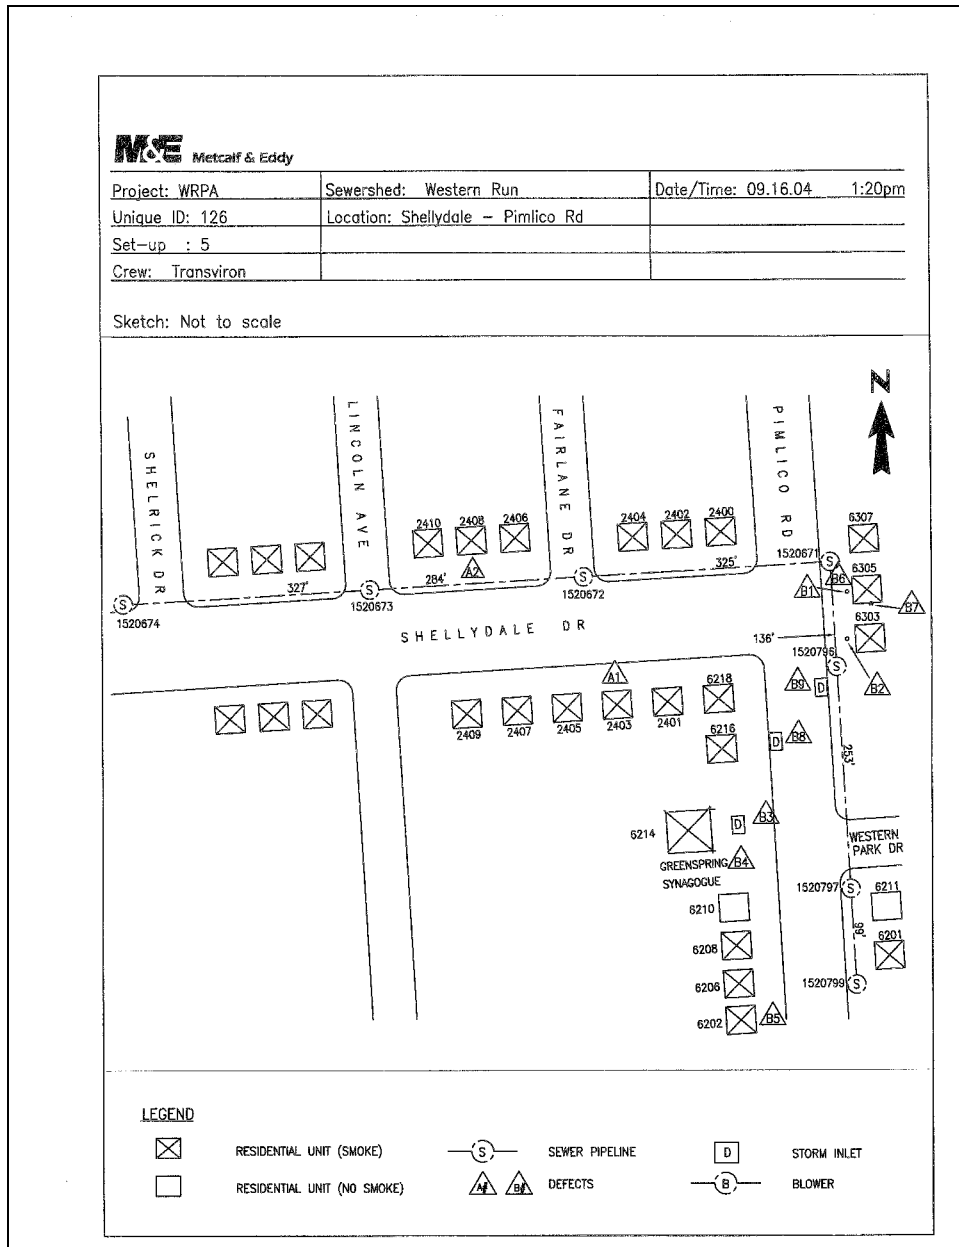 M&E Metcalf & Eddy
Project: WRPA Sewershed: Western Run Date/Time: 09.16.04 1:20pm
Unique ID: 126 Location: Shellydale - Pimlico Rd
Set-up : 5
Crew: Transviron
Sketch: Not to scale
N
SHELRICK DR
LINCOLN AVE
FAIRLANE DR
PIMLICO RD
2410 2408 2406
2404 2402 2400
6307
1520671 S
6305
B6
A2
327'
284'
325'
B1
B7
S
1520674
S
1520673
S
1520672
6303
SHELLYDALE DR
136'
1520796 S
B2
A1
6218
B9
D
2409 2407 2405 2403 2401
6216
D
B8
253'
6214
D
B3
GREENSPRING
SYNAGOGUE
B4
WESTERN
PARK DR
1520797 S
6211
6210
99'
6208
6201
6206
1520799 S
6202
B5
LEGEND
RESIDENTIAL UNIT (SMOKE) S SEWER PIPELINE D STORM INLET
RESIDENTIAL UNIT (NO SMOKE) A# B# DEFECTS B BLOWER